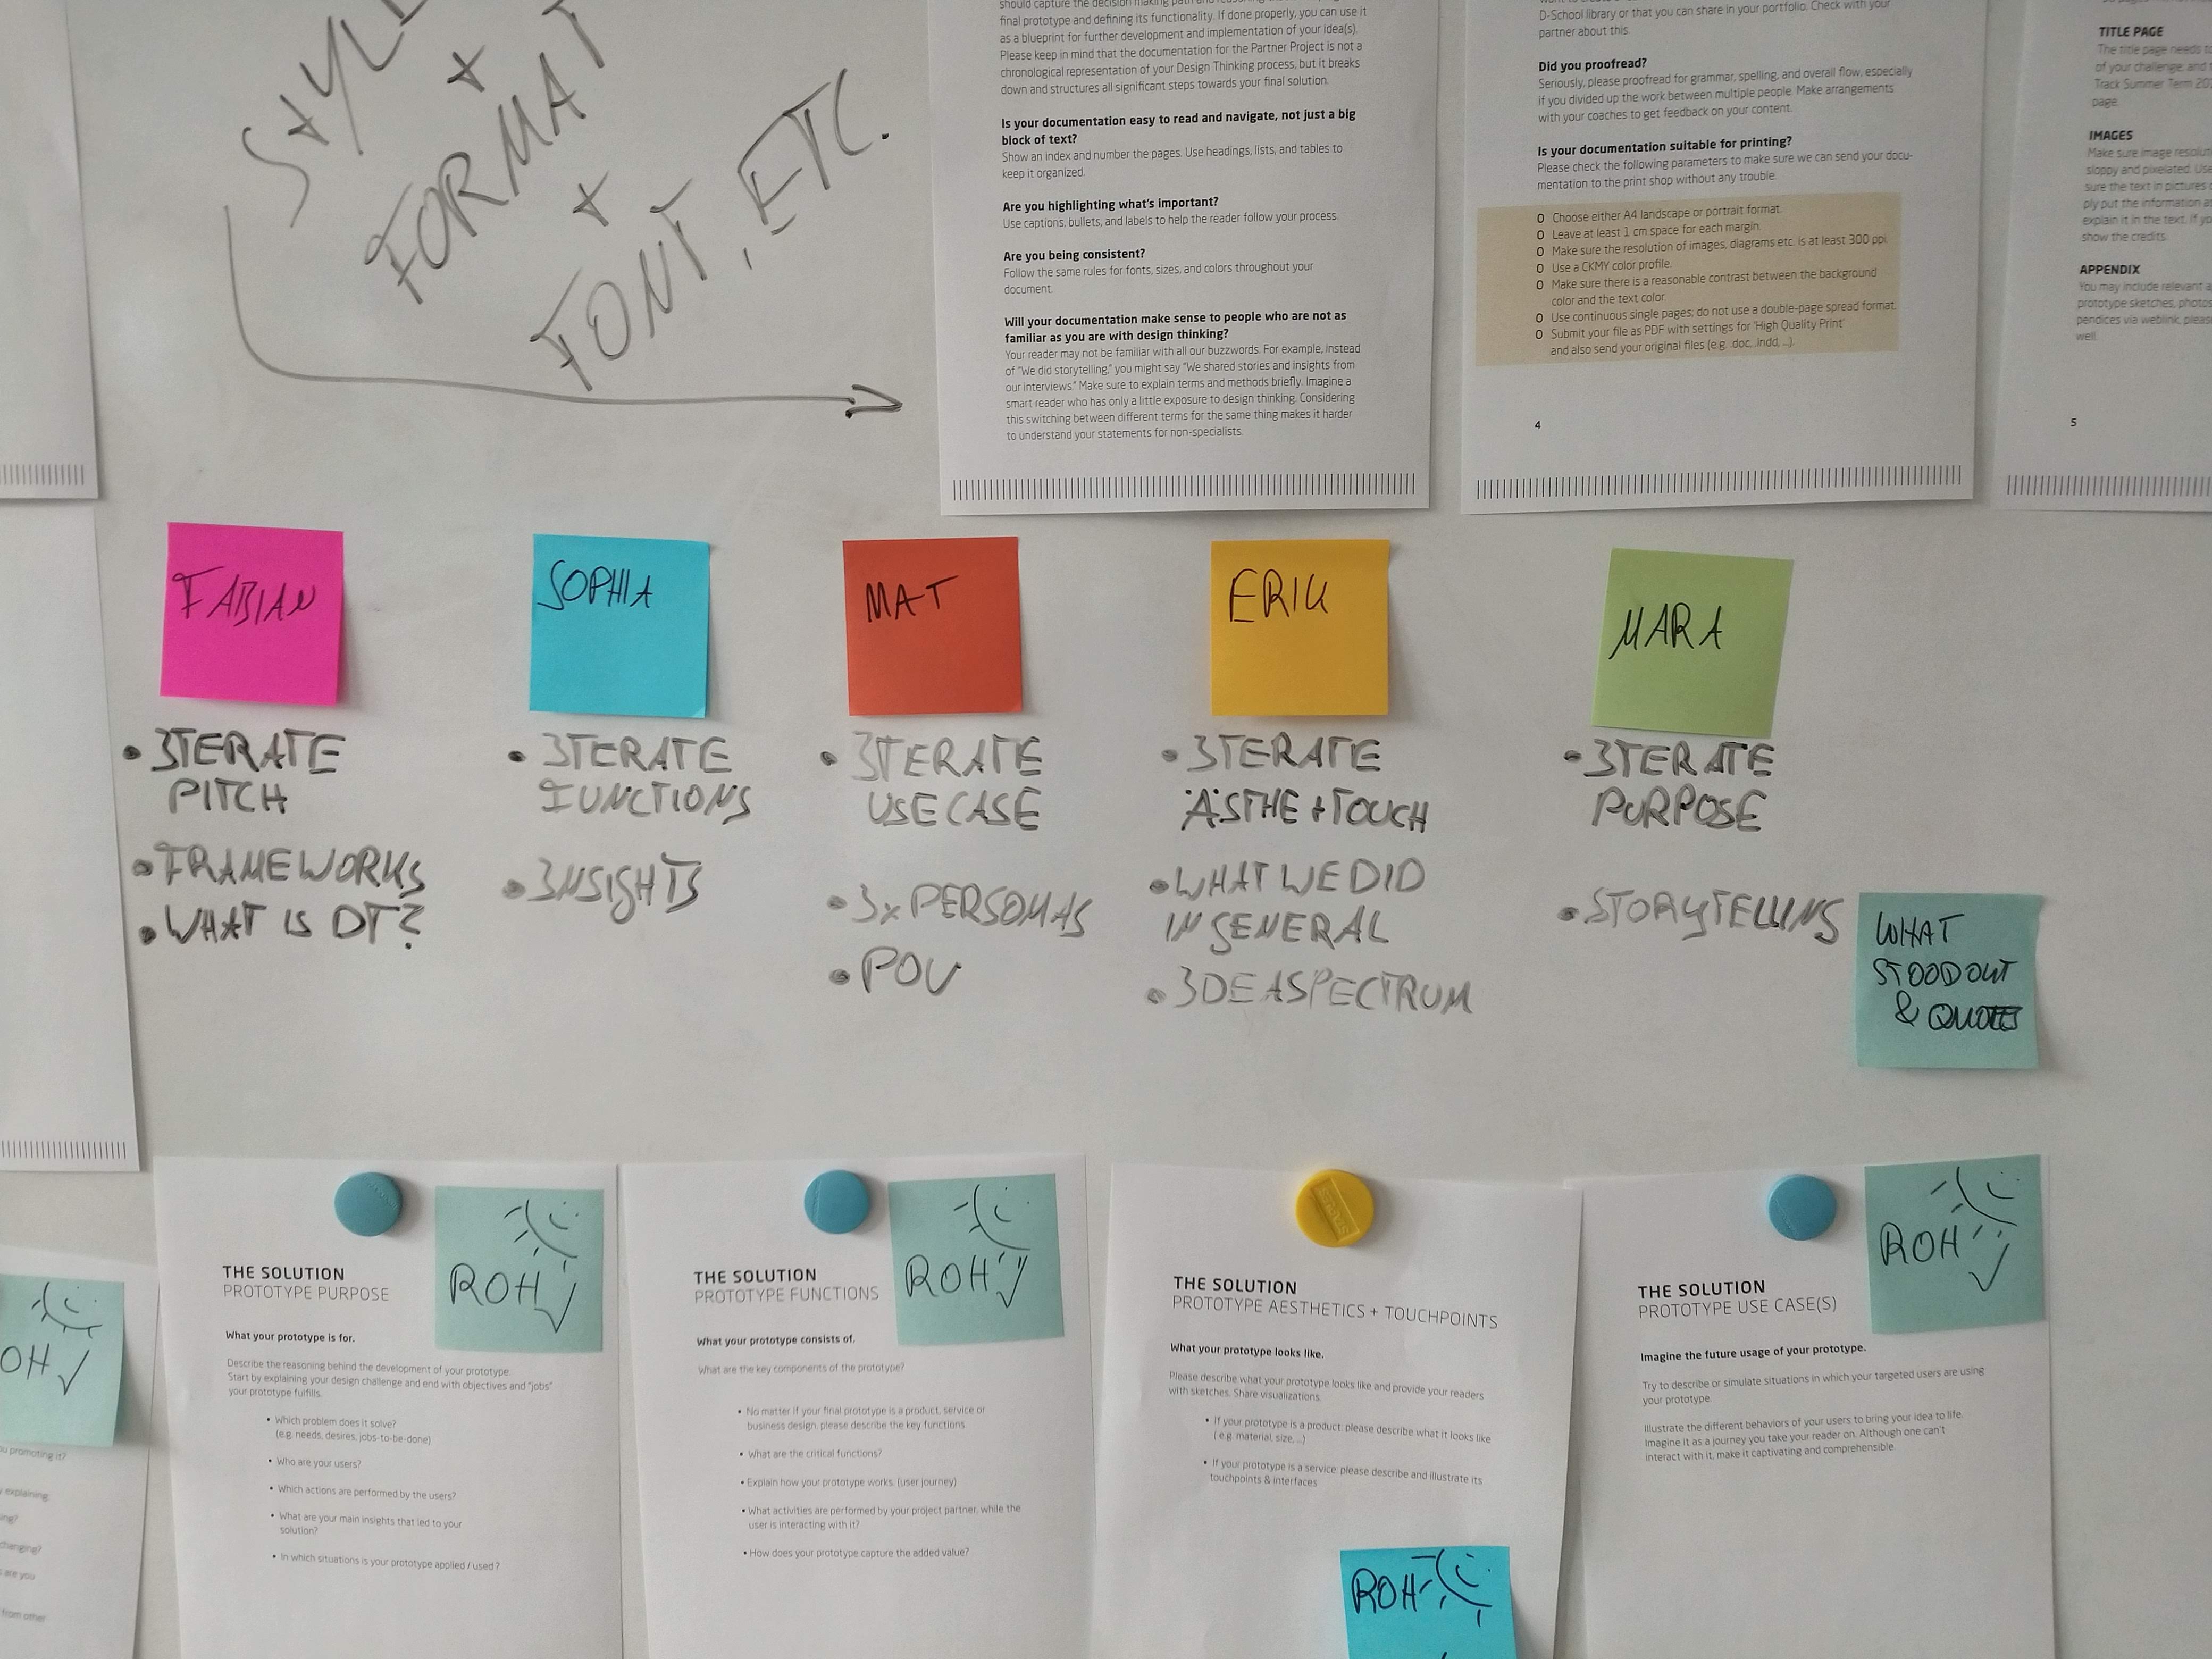 STYLE
+
FORMAT
+
FONT, ETC.
should capture the decision making path and
final prototype and defining its functionality. If done properly, you can use it
as a blueprint for further development and implementation of your idea(s).
Please keep in mind that the documentation for the Partner Project is not a
chronological representation of your Design Thinking process, but it breaks
down and structures all significant steps towards your final solution.
Is your documentation easy to read and navigate, not just a big
block of text?
Show an index and number the pages. Use headings, lists, and tables to
keep it organized.
Are you highlighting what's important?
Use captions, bullets, and labels to help the reader follow your process.
Are you being consistent?
Follow the same rules for fonts, sizes, and colors throughout your
document.
Will your documentation make sense to people who are not as
familiar as you are with design thinking?
Your reader may not be familiar with all our buzzwords. For example, instead
of "We did storytelling," you might say "We shared stories and insights from
our interviews." Make sure to explain terms and methods briefly. Imagine a
smart reader who has only a little exposure to design thinking. Considering
this switching between different terms for the same thing makes it harder
to understand your statements for non-specialists.
D-School library or that you can share in your portfolio. Check with your
partner about this.
Did you proofread?
Seriously, please proofread for grammar, spelling, and overall flow, especially
if you divided up the work between multiple people. Make arrangements
with your coaches to get feedback on your content.
Is your documentation suitable for printing?
Please check the following parameters to make sure we can send your docu-
mentation to the print shop without any trouble.
O Choose either A4 landscape or portrait format.
O Leave at least 1 cm space for each margin.
O Make sure the resolution of images, diagrams etc. is at least 300 ppi.
O Use a CKMY color profile.
O Make sure there is a reasonable contrast between the background
color and the text color.
O Use continuous single pages; do not use a double-page spread format.
O Submit your file as PDF with settings for 'High Quality Print'
and also send your original files (e.g. .doc, .indd, ...).
4
TITLE PAGE
The title page needs to
of your challenge, and
Track Summer Term 20
page.
IMAGES
Make sure image resolut
sloppy and pixelated. Use
sure the text in pictures
ply put the information as
explain it in the text. If yo
show the credits.
APPENDIX
You may include relevant a
prototype sketches, photos
pendices via weblink, pleas
well.
5
FABIAN
SOPHIA
MAT
ERIK
MARA
• ITERATE
PITCH
• FRAMEWORKS
• WHAT IS DT?
• ITERATE
FUNCTIONS
• INSIGHTS
• ITERATE
USE CASE
• 3x PERSONAS
• POV
• ITERATE
ÄSTHE + TOUCH
• WHAT WE DID
IN GENERAL
• IDEASPECTRUM
• ITERATE
PURPOSE
• STORYTELLING
WHAT
STOOD OUT
& QUOTES
OH ✓
u promoting it?
explaining
ing?
changing?
are you
from other
THE SOLUTION
PROTOTYPE PURPOSE
ROH ✓
What your prototype is for.
Describe the reasoning behind the development of your prototype.
Start by explaining your design challenge and end with objectives and "jobs"
your prototype fulfills.
• Which problem does it solve?
(e.g. needs, desires, jobs-to-be-done)
• Who are your users?
• Which actions are performed by the users?
• What are your main insights that led to your
solution?
• In which situations is your prototype applied / used?
THE SOLUTION
PROTOTYPE FUNCTIONS
ROH ✓
What your prototype consists of.
What are the key components of the prototype?
• No matter if your final prototype is a product, service or
business design, please describe the key functions.
• What are the critical functions?
• Explain how your prototype works. (user journey)
• What activities are performed by your project partner, while the
user is interacting with it?
• How does your prototype capture the added value?
THE SOLUTION
PROTOTYPE AESTHETICS + TOUCHPOINTS
What your prototype looks like.
Please describe what your prototype looks like and provide your readers
with sketches. Share visualizations.
• If your prototype is a product: please describe what it looks like
( e.g. material, size, ...)
• If your prototype is a service: please describe and illustrate its
touchpoints & interfaces
ROH
THE SOLUTION
PROTOTYPE USE CASE(S)
ROH ✓
Imagine the future usage of your prototype.
Try to describe or simulate situations in which your targeted users are using
your prototype.
Illustrate the different behaviors of your users to bring your idea to life.
Imagine it as a journey you take your reader on. Although one can't
interact with it, make it captivating and comprehensible.